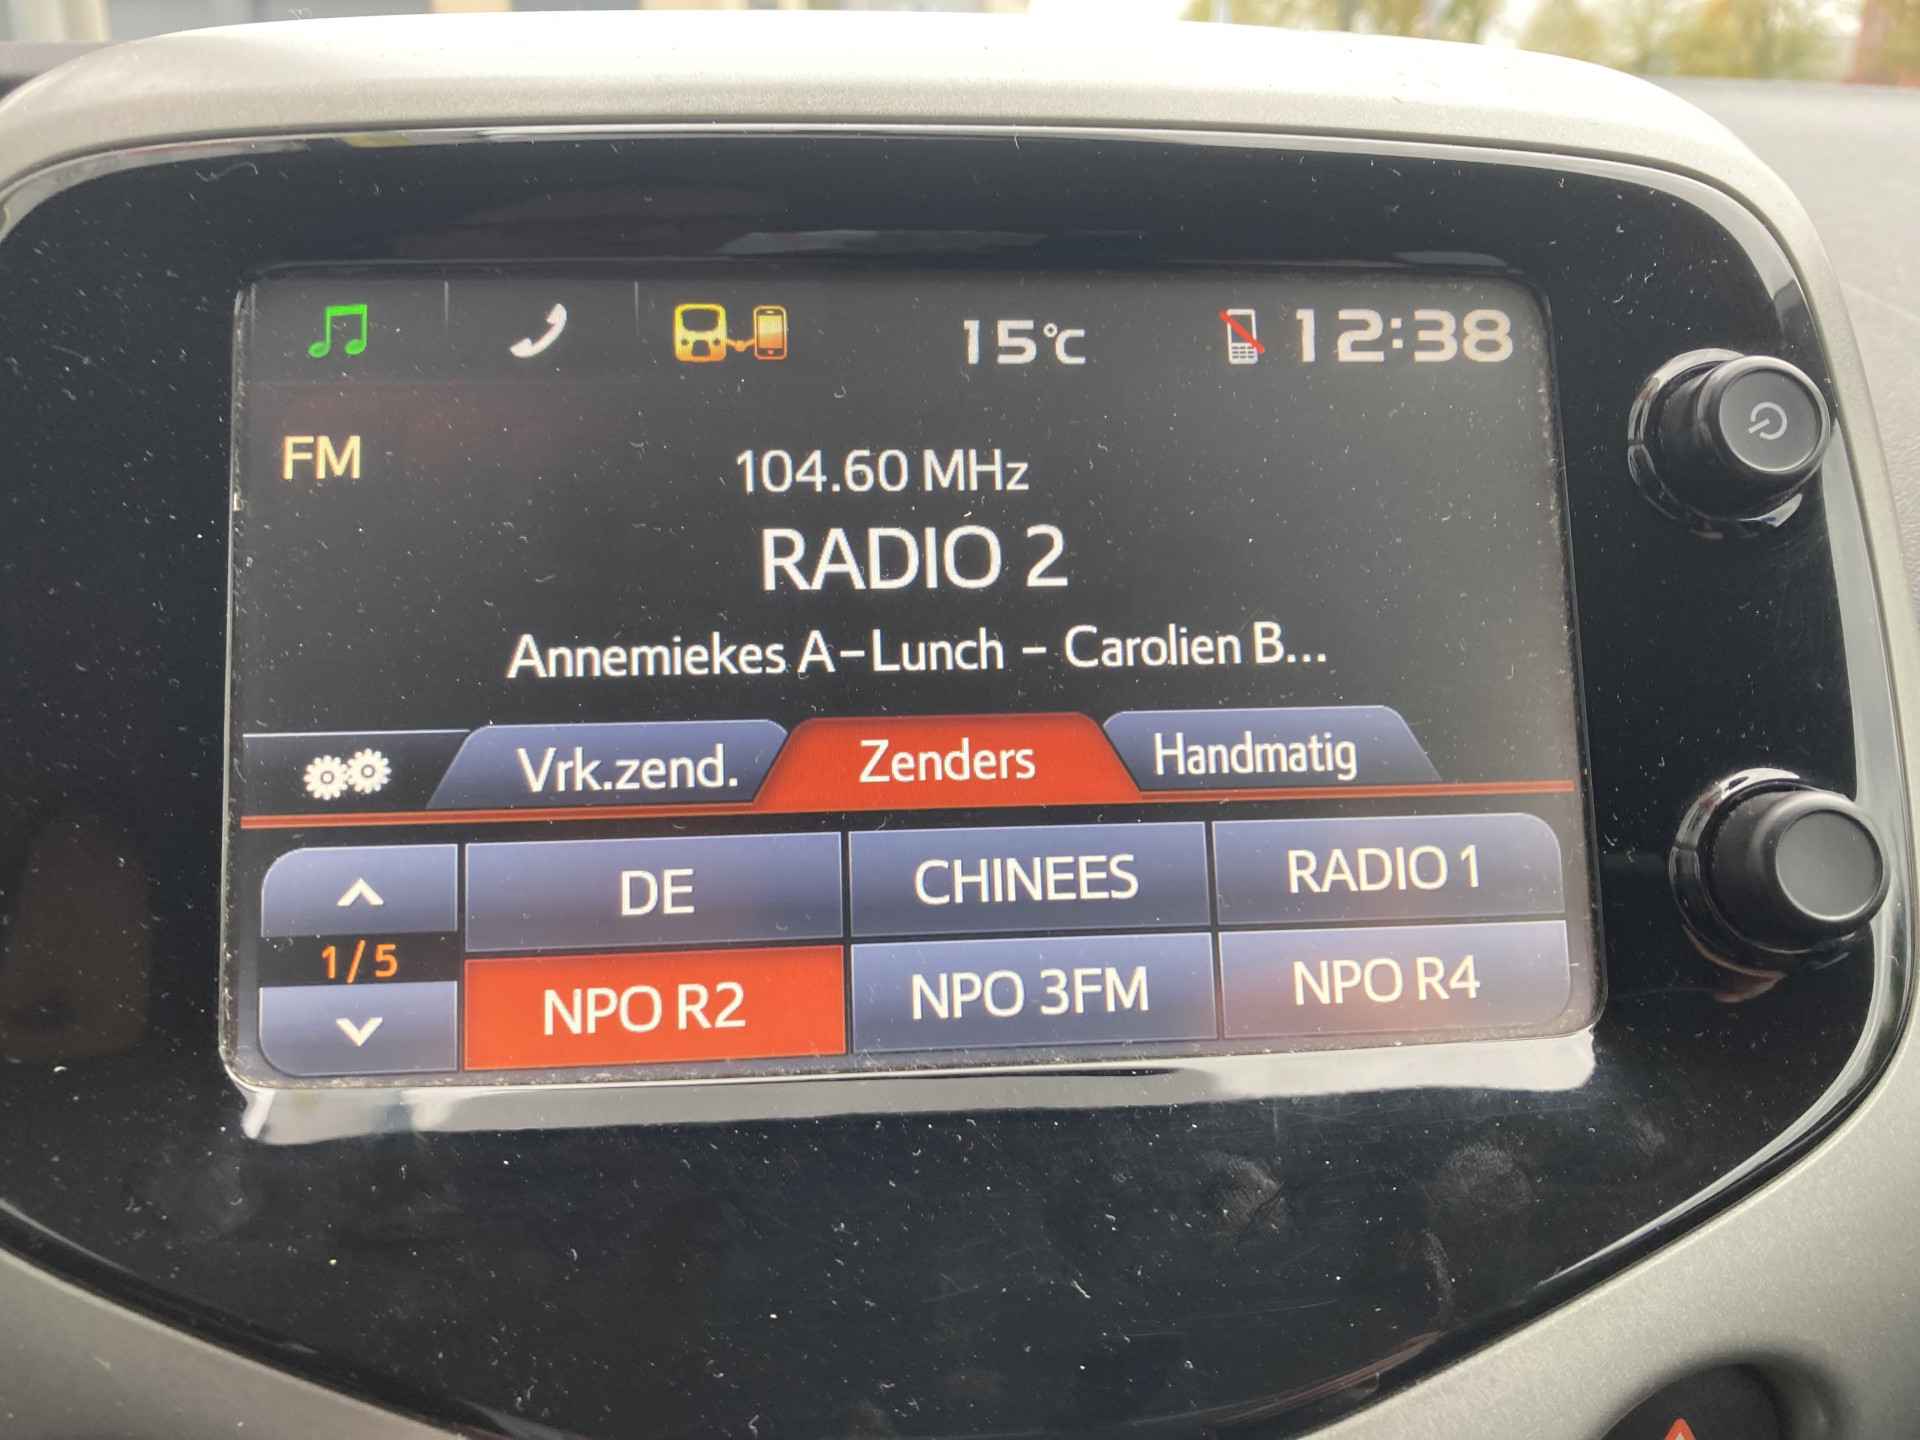 15°C 12:38
FM
104.60 MHz
RADIO 2
Annemiekes A-Lunch - Carolien B...
Vrk.zend. Zenders Handmatig
DE CHINEES RADIO 1
1/5
NPO R2 NPO 3FM NPO R4